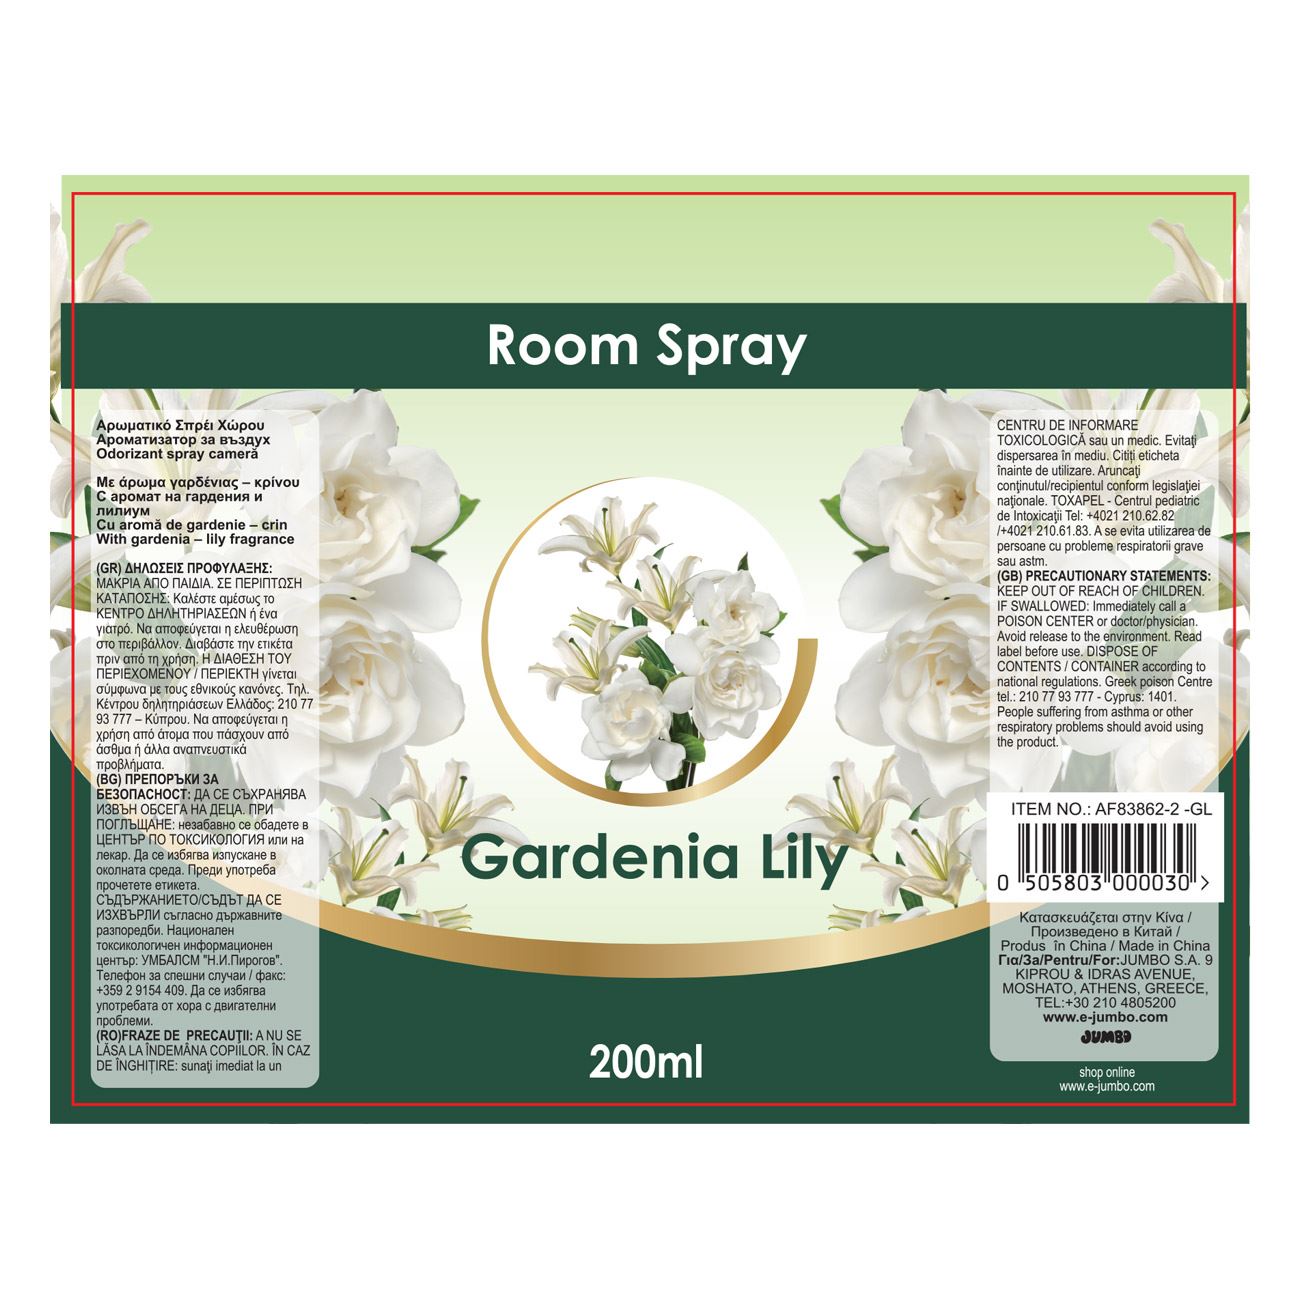 Room Spray
Αρωματικό Σπρέι Χώρου
Ароматизатор за въздух
Odorizant spray cameră
Με άρωμα γαρδένιας – κρίνου
С аромат на гардения и
лилиум
Cu aromă de gardenie – crin
With gardenia – lily fragrance
(GR) ΔΗΛΩΣΕΙΣ ΠΡΟΦΥΛΑΞΗΣ:
ΜΑΚΡΙΑ ΑΠΟ ΠΑΙΔΙΑ. ΣΕ ΠΕΡΙΠΤΩΣΗ
ΚΑΤΑΠΟΣΗΣ: Καλέστε αμέσως το
ΚΕΝΤΡΟ ΔΗΛΗΤΗΡΙΑΣΕΩΝ ή ένα
γιατρό. Να αποφεύγεται η ελευθέρωση
στο περιβάλλον. Διαβάστε την ετικέτα
πριν από τη χρήση. Η ΔΙΑΘΕΣΗ ΤΟΥ
ΠΕΡΙΕΧΟΜΕΝΟΥ / ΠΕΡΙΕΚΤΗ γίνεται
σύμφωνα με τους εθνικούς κανόνες. Τηλ.
Κέντρου δηλητηριάσεων Ελλάδος: 210 77
93 777 – Κύπρου. Να αποφεύγεται η
χρήση από άτομα που πάσχουν από
άσθμα ή άλλα αναπνευστικά
προβλήματα.
(BG) ПРЕПОРЪКИ ЗА
БЕЗОПАСНОСТ: ДА СЕ СЪХРАНЯВА
ИЗВЪН ОБСЕГА НА ДЕЦА. ПРИ
ПОГЛЪЩАНЕ: незабавно се обадете в
ЦЕНТЪР ПО ТОКСИКОЛОГИЯ или на
лекар. Да се избягва изпускане в
околната среда. Преди употреба
прочетете етикета.
СЪДЪРЖАНИЕТО/СЪДЪТ ДА СЕ
ИЗХВЪРЛИ съгласно държавните
разпоредби. Национален
токсикологичен информационен
център: УМБАЛСМ "Н.И.Пирогов".
Телефон за спешни случаи / факс:
+359 2 9154 409. Да се избягва
употребата от хора с двигателни
проблеми.
(RO)FRAZE DE PRECAUŢII: A NU SE
LĂSA LA ÎNDEMÂNA COPIILOR. ÎN CAZ
DE ÎNGHIȚIRE: sunaţi imediat la un
Gardenia Lily
200ml
CENTRU DE INFORMARE
TOXICOLOGICĂ sau un medic. Evitaţi
dispersarea în mediu. Citiți eticheta
înainte de utilizare. Aruncaţi
conţinutul/recipientul conform legislaţiei
naţionale. TOXAPEL - Centrul pediatric
de Intoxicaţii Tel: +4021 210.62.82
/+4021 210.61.83. A se evita utilizarea de
persoane cu probleme respiratorii grave
sau astm.
(GB) PRECAUTIONARY STATEMENTS:
KEEP OUT OF REACH OF CHILDREN.
IF SWALLOWED: Immediately call a
POISON CENTER or doctor/physician.
Avoid release to the environment. Read
label before use. DISPOSE OF
CONTENTS / CONTAINER according to
national regulations. Greek poison Centre
tel.: 210 77 93 777 - Cyprus: 1401.
People suffering from asthma or other
respiratory problems should avoid using
the product.
ITEM NO.: AF83862-2 -GL
0 505803 000030 >
Κατασκευάζεται στην Κίνα /
Произведено в Китай /
Produs în China / Made in China
Για/За/Pentru/For:JUMBO S.A. 9
KIPROU & IDRAS AVENUE,
MOSHATO, ATHENS, GREECE,
TEL:+30 210 4805200
www.e-jumbo.com
JUMBO
shop online
www.e-jumbo.com